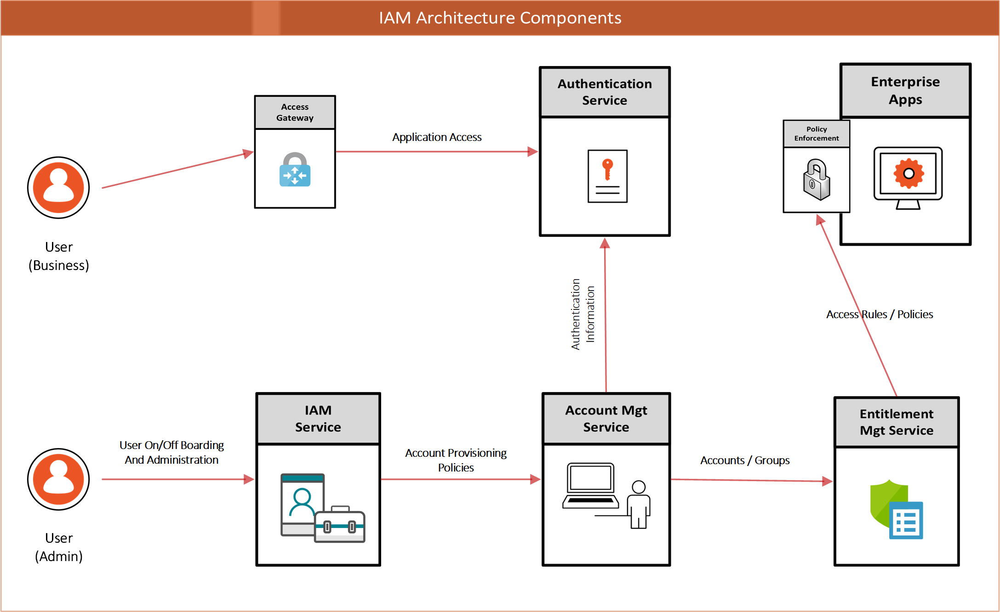 IAM Architecture Components
Authentication
Service
Enterprise
Apps
Access
Gateway
Policy
Enforcement
Application Access
User
(Business)
Authentication
Information
Access Rules / Policies
IAM
Service
Account Mgt
Service
Entitlement
Mgt Service
User On/Off Boarding
And Administration
Account Provisioning
Policies
Accounts / Groups
User
(Admin)